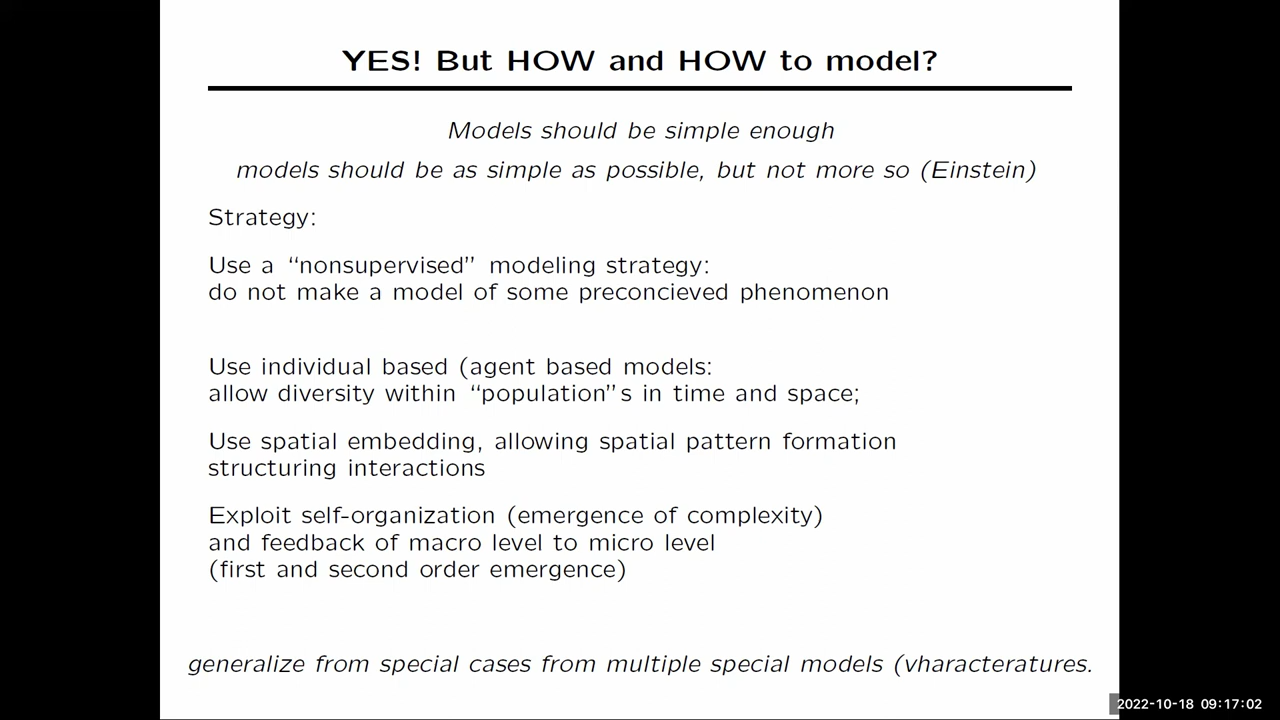 YES! But HOW and HOW to model?
Models should be simple enough
models should be as simple as possible, but not more so (Einstein)
Strategy:
Use a “nonsupervised” modeling strategy:
do not make a model of some preconcieved phenomenon
Use individual based (agent based models:
allow diversity within “population”s in time and space;
Use spatial embedding, allowing spatial pattern formation
structuring interactions
Exploit self-organization (emergence of complexity)
and feedback of macro level to micro level
(first and second order emergence)
generalize from special cases from multiple special models (vharacteratures.
2022-10-18 09:17:02